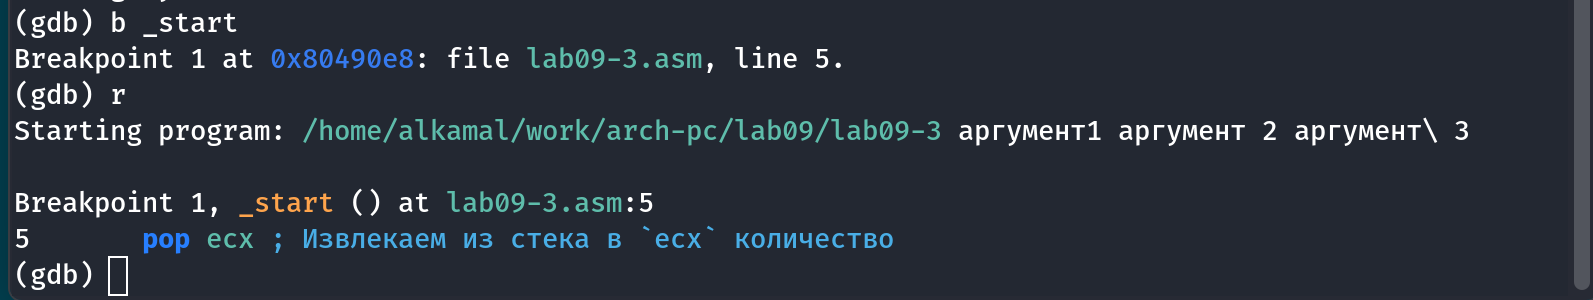 (gdb) b _start
Breakpoint 1 at 0x80490e8: file lab09-3.asm, line 5.
(gdb) r
Starting program: /home/alkamal/work/arch-pc/lab09/lab09-3 аргумент1 аргумент 2 аргумент\ 3
Breakpoint 1, _start () at lab09-3.asm:5
5       pop ecx ; Извлекаем из стека в `ecx` количество
(gdb)